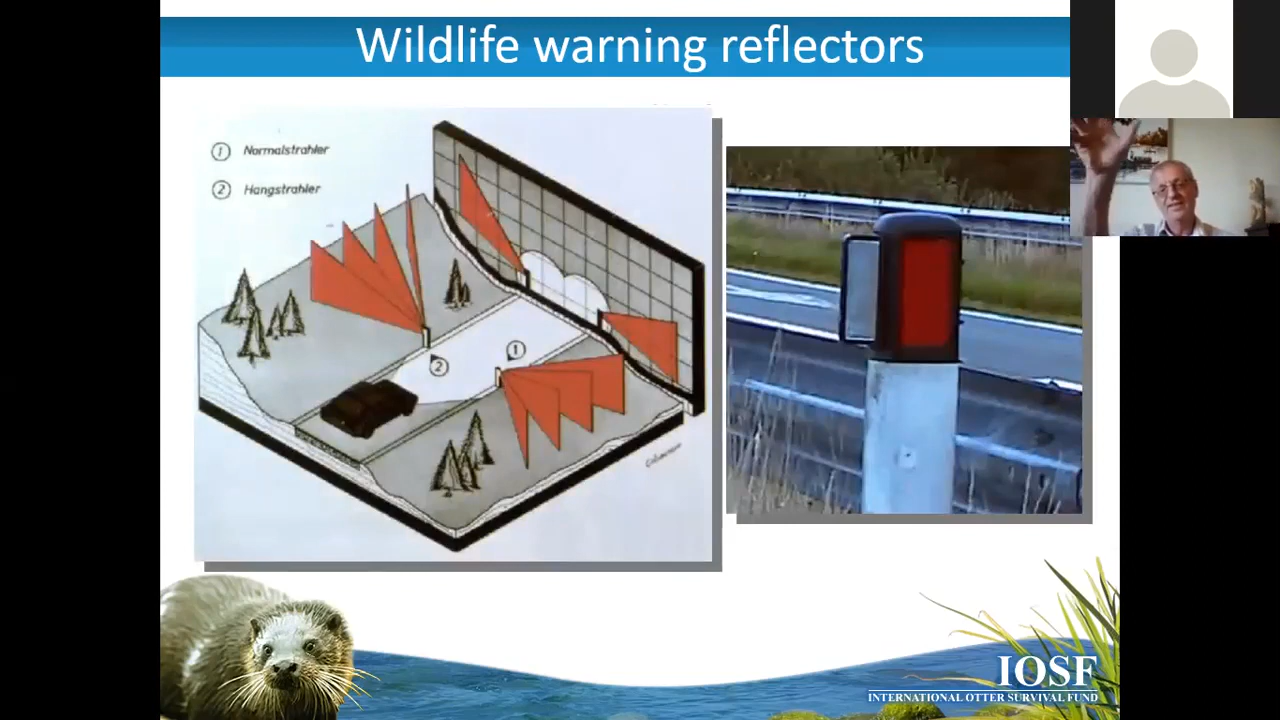 Wildlife warning reflectors
1 Normalstrahler
2 Hangstrahler
1
2
IOSF
INTERNATIONAL OTTER SURVIVAL FUND